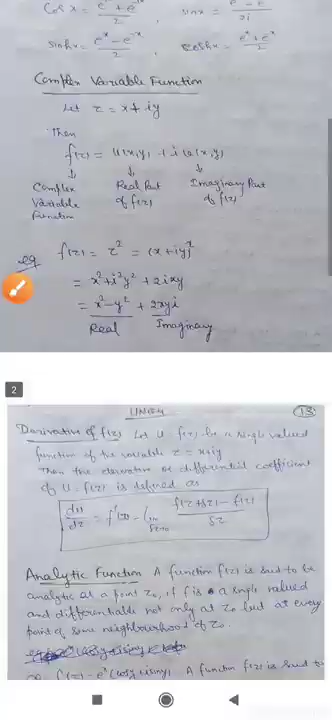 Cos x = e^ix + e^-ix / 2 , sin x = e - e / 2i
sinh x = e^x - e^-x / 2 , cosh x = e^x + e^-x / 2
Complex Variable Function
Let z = x + iy
Then
f(z) = u(x,y) + i v(x,y)
↓ ↓ ↓
Complex Variable Function
Real Part of f(z)
Imaginary Part of f(z)
eg f(z) = z² = (x+iy)²
= x² + i²y² + 2ixy
= x² - y² + 2xyi
Real Imaginary
2
UNIT-4 (13)
Derivative of f(z) Let u f(z) be a single valued
function of the variable z = x+iy
Then the derivative or differential coefficient
of u = f(z) is defined as
du/dz = f'(z) = Lim δz→0 f(z+δz) - f(z) / δz
Analytic Function A function f(z) is said to be
analytic at a point z₀, if f is a single valued
and differentiable not only at z₀ but at every
point of some neighbourhood of z₀.
f(z) = e^x (cos y + i sin y) A function f(z) is said to